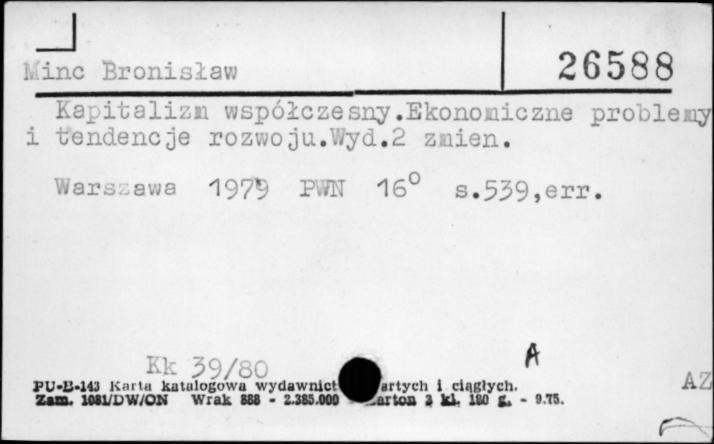 Minc Bronisław
26588
Kapitalizm współczesny.Ekonomiczne problemy
i tendencje rozwoju.Wyd.2 zmien.
Warszawa 1979 PWN 16° s.539,err.
Kk 39/80
A
AZ
PU-B-143 Karta katalogowa wydawnict artych i ciągłych.
Zam. 1081/DW/ON Wrak 888 - 2.385.000 arton 2 kl. 180 g. - 9.75.